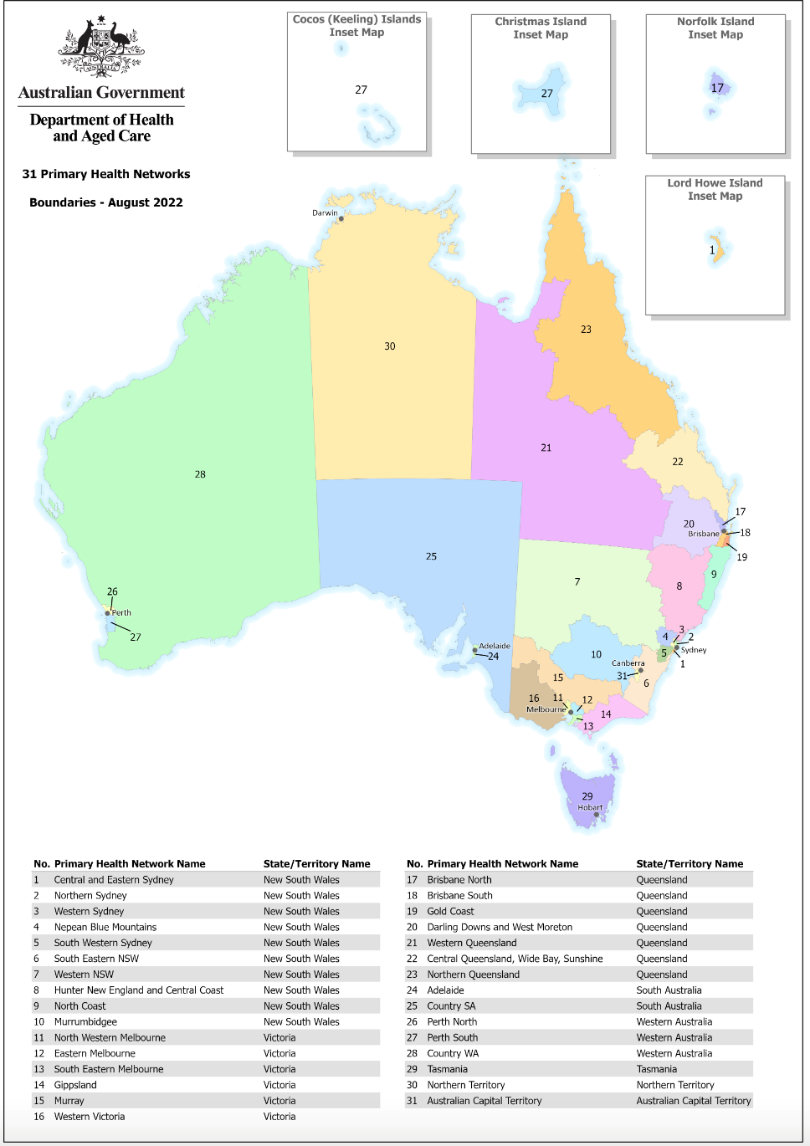 Australian Government
Department of Health
and Aged Care
31 Primary Health Networks
Boundaries - August 2022
Cocos (Keeling) Islands
Inset Map
27
Christmas Island
Inset Map
27
Norfolk Island
Inset Map
17
Lord Howe Island
Inset Map
1
Darwin
30
23
28
21
22
25
20
17
Brisbane
18
19
7
8
9
26
Perth
27
Adelaide
24
3
4
2
Sydney
5
1
10
Canberra
31
6
15
16
11
12
Melbourne
14
13
29
Hobart
No. Primary Health Network Name State/Territory Name
1 Central and Eastern Sydney New South Wales
2 Northern Sydney New South Wales
3 Western Sydney New South Wales
4 Nepean Blue Mountains New South Wales
5 South Western Sydney New South Wales
6 South Eastern NSW New South Wales
7 Western NSW New South Wales
8 Hunter New England and Central Coast New South Wales
9 North Coast New South Wales
10 Murrumbidgee New South Wales
11 North Western Melbourne Victoria
12 Eastern Melbourne Victoria
13 South Eastern Melbourne Victoria
14 Gippsland Victoria
15 Murray Victoria
16 Western Victoria Victoria
No. Primary Health Network Name State/Territory Name
17 Brisbane North Queensland
18 Brisbane South Queensland
19 Gold Coast Queensland
20 Darling Downs and West Moreton Queensland
21 Western Queensland Queensland
22 Central Queensland, Wide Bay, Sunshine Queensland
23 Northern Queensland Queensland
24 Adelaide South Australia
25 Country SA South Australia
26 Perth North Western Australia
27 Perth South Western Australia
28 Country WA Western Australia
29 Tasmania Tasmania
30 Northern Territory Northern Territory
31 Australian Capital Territory Australian Capital Territory